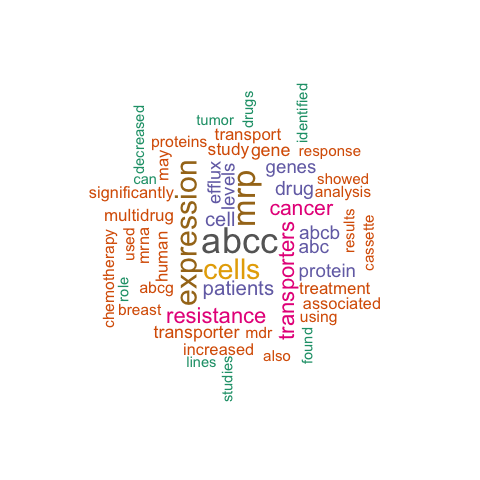 decreased
tumor
drugs
identified
proteins
transport
may
study
gene
response
can
efflux
levels
genes
showed
significantly
expression
mrp
drug
analysis
multidrug
cell
cancer
used
mrna
human
abcc
transporters
abcb
abc
results
cassette
chemotherapy
role
abcg
cells
patients
protein
treatment
breast
resistance
associated
using
transporter
mdr
increased
also
found
lines
studies